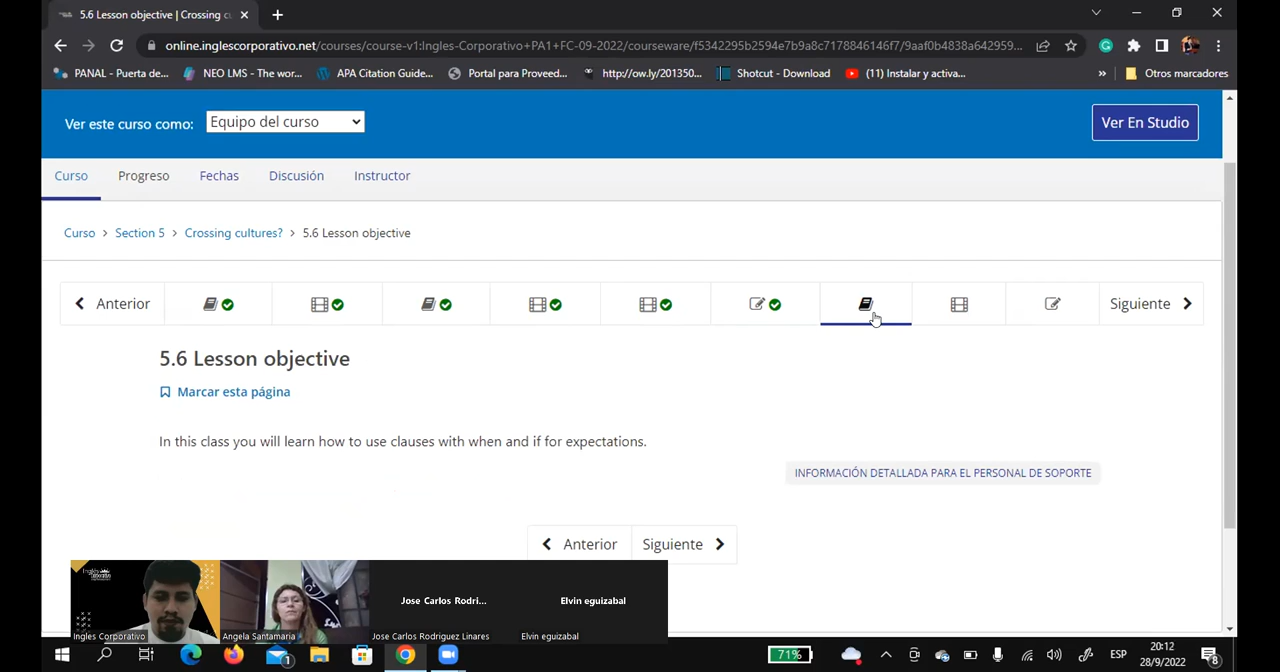 5.6 Lesson objective | Crossing cu
online.inglescorporativo.net/courses/course-v1:Ingles-Corporativo+PA1+FC-09-2022/courseware/f5342295b2594e7b9a8c7178846146f7/9aaf0b4838a642959...
PANAL - Puerta de...
NEO LMS - The wor...
APA Citation Guide...
Portal para Proveed...
http://ow.ly/201350...
Shotcut - Download
(11) Instalar y activa...
»
Otros marcadores
Ver este curso como:
Equipo del curso
Ver En Studio
Curso
Progreso
Fechas
Discusión
Instructor
Curso > Section 5 > Crossing cultures? > 5.6 Lesson objective
Anterior
Siguiente
5.6 Lesson objective
Marcar esta página
In this class you will learn how to use clauses with when and if for expectations.
INFORMACIÓN DETALLADA PARA EL PERSONAL DE SOPORTE
Anterior
Siguiente
Ingles Corporativo
Angela Santamaria
Jose Carlos Rodri...
Jose Carlos Rodriguez Linares
Elvin eguizabal
Elvin eguizabal
1
71%
ESP
20:12
28/9/2022
8